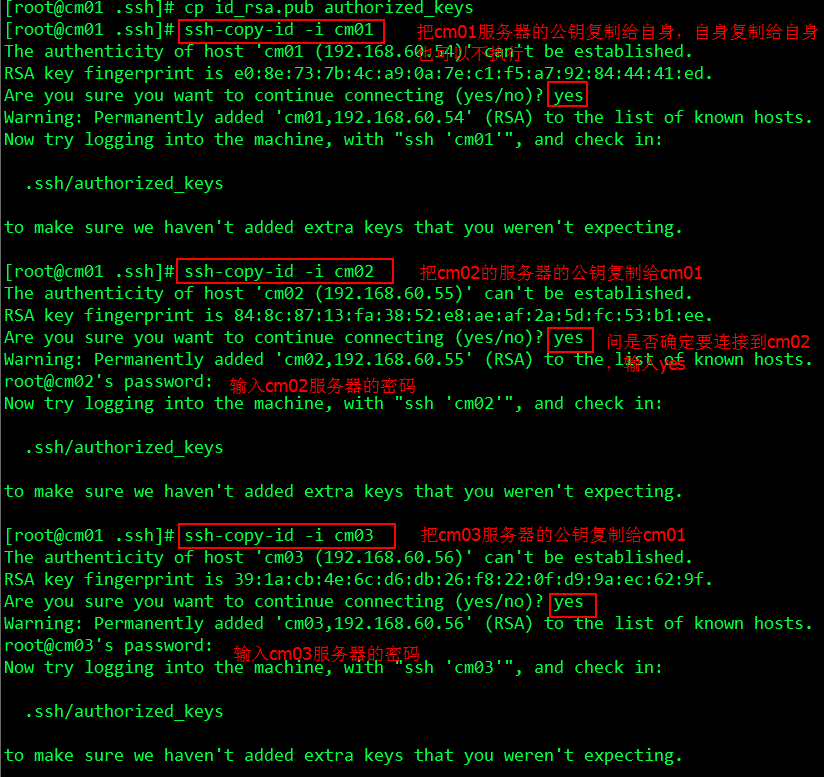 [root@cm01 .ssh]# cp id_rsa.pub authorized_keys
[root@cm01 .ssh]# ssh-copy-id -i cm01 把cm01服务器的公钥复制给自身，自身复制给自身
也可以不执行
The authenticity of host 'cm01 (192.168.60.54)' can't be established.
RSA key fingerprint is e0:8e:73:7b:4c:a9:0a:7e:c1:f5:a7:92:84:44:41:ed.
Are you sure you want to continue connecting (yes/no)? yes
Warning: Permanently added 'cm01,192.168.60.54' (RSA) to the list of known hosts.
Now try logging into the machine, with "ssh 'cm01'", and check in:
.ssh/authorized_keys
to make sure we haven't added extra keys that you weren't expecting.
[root@cm01 .ssh]# ssh-copy-id -i cm02 把cm02的服务器的公钥复制给cm01
The authenticity of host 'cm02 (192.168.60.55)' can't be established.
RSA key fingerprint is 84:8c:87:13:fa:38:52:e8:ae:af:2a:5d:fc:53:b1:ee.
Are you sure you want to continue connecting (yes/no)? yes 问是否确定要连接到cm02
，输入yes
Warning: Permanently added 'cm02,192.168.60.55' (RSA) to the list of known hosts.
root@cm02's password: 输入cm02服务器的密码
Now try logging into the machine, with "ssh 'cm02'", and check in:
.ssh/authorized_keys
to make sure we haven't added extra keys that you weren't expecting.
[root@cm01 .ssh]# ssh-copy-id -i cm03 把cm03服务器的公钥复制给cm01
The authenticity of host 'cm03 (192.168.60.56)' can't be established.
RSA key fingerprint is 39:1a:cb:4e:6c:d6:db:26:f8:22:0f:d9:9a:ec:62:9f.
Are you sure you want to continue connecting (yes/no)? yes
Warning: Permanently added 'cm03,192.168.60.56' (RSA) to the list of known hosts.
root@cm03's password: 输入cm03服务器的密码
Now try logging into the machine, with "ssh 'cm03'", and check in:
.ssh/authorized_keys
to make sure we haven't added extra keys that you weren't expecting.